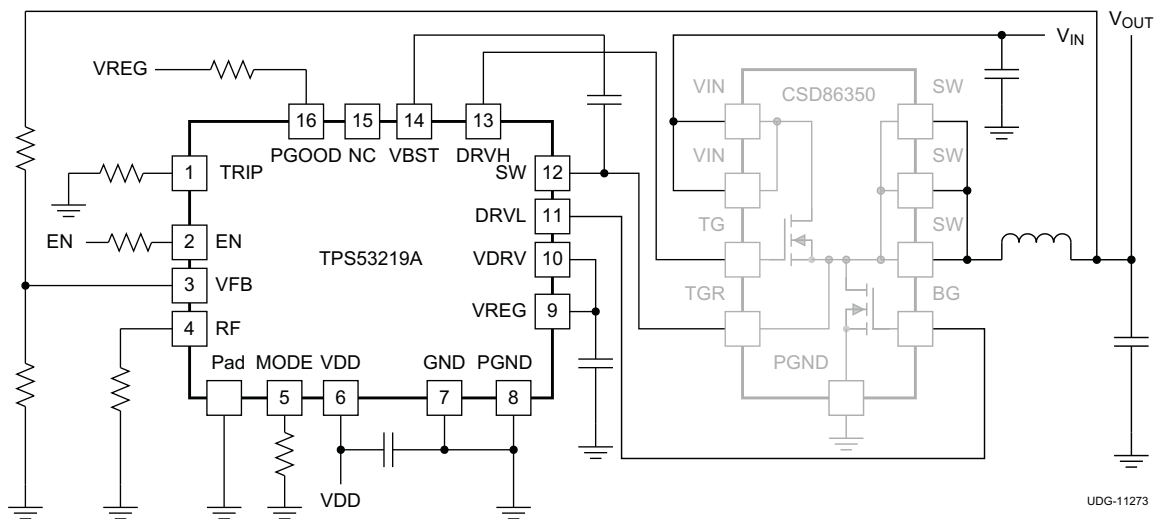 V_OUT
V_IN
VREG
VIN
CSD86350
SW
16 15 14 13
PGOOD NC VBST DRVH
1 TRIP
SW 12
VIN
SW
DRVL 11
TG
SW
EN
2 EN
TPS53219A
VDRV 10
3 VFB
TGR
BG
VREG 9
4 RF
Pad MODE VDD GND PGND
PGND
5 6 7 8
VDD
UDG-11273